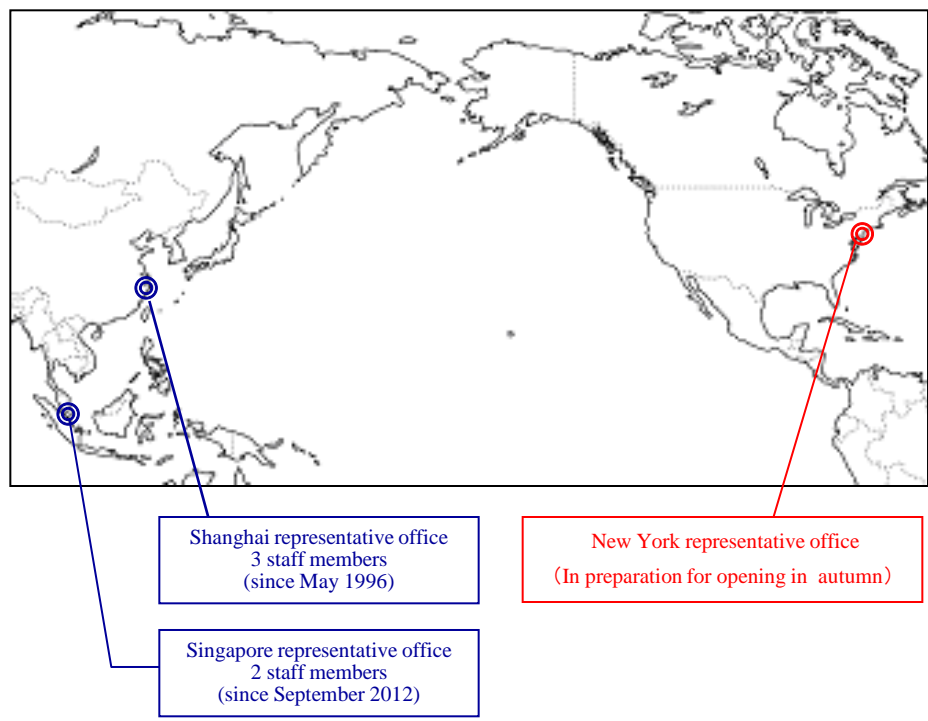 Shanghai representative office
3 staff members
(since May 1996)
New York representative office
（In preparation for opening in autumn）
Singapore representative office
2 staff members
(since September 2012)